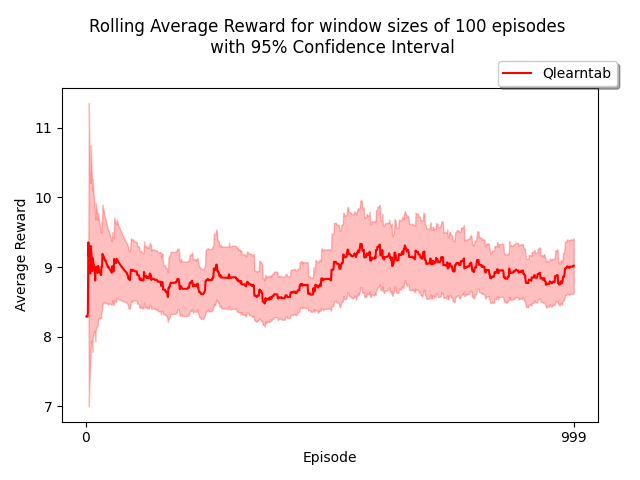 Rolling Average Reward for window sizes of 100 episodes
with 95% Confidence Interval
Qlearntab
11
10
9
8
7
Average Reward
0
999
Episode